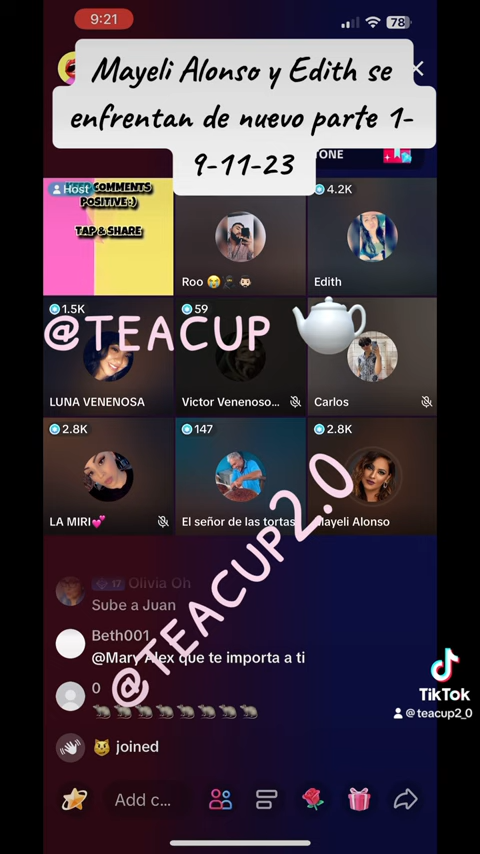 9:21
78
Mayeli Alonso y Edith se
enfrentan de nuevo parte 1-
9-11-23
Host
COMMENTS
POSITIVE :)
TAP & SHARE
Roo
4.2K
Edith
1.5K
@TEACUP
LUNA VENENOSA
59
Victor Venenoso...
Carlos
2.8K
LA MIRI
147
El señor de las tortas
2.8K
Mayeli Alonso
@TEACUP2.0
17 Olivia Oh
Sube a Juan
Beth001
@Mary Alex que te importa a ti
0
joined
TikTok
@teacup2_0
Add c...